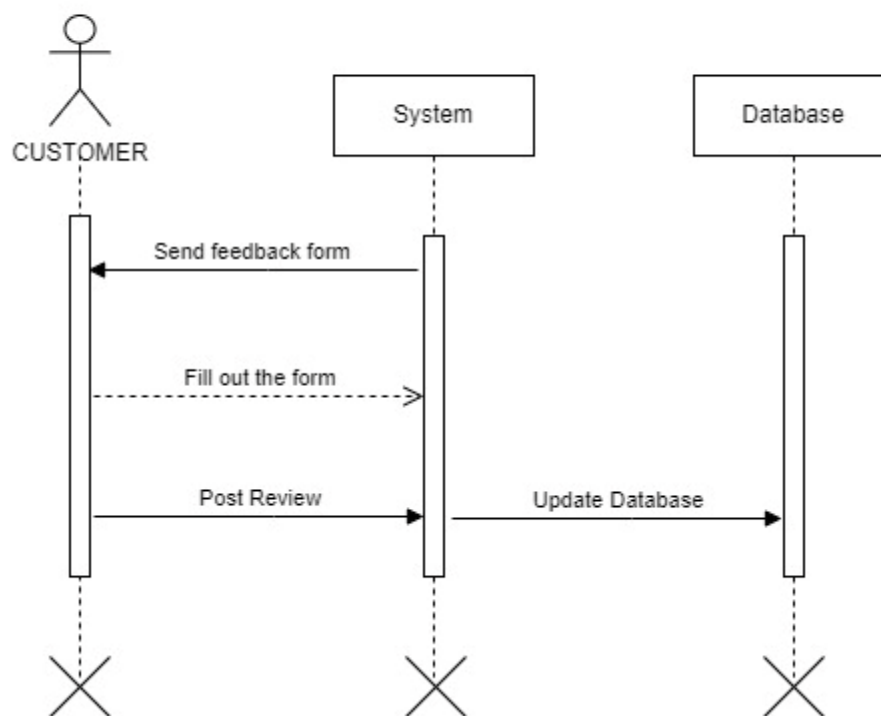 CUSTOMER
System
Database
Send feedback form
Fill out the form
Post Review
Update Database